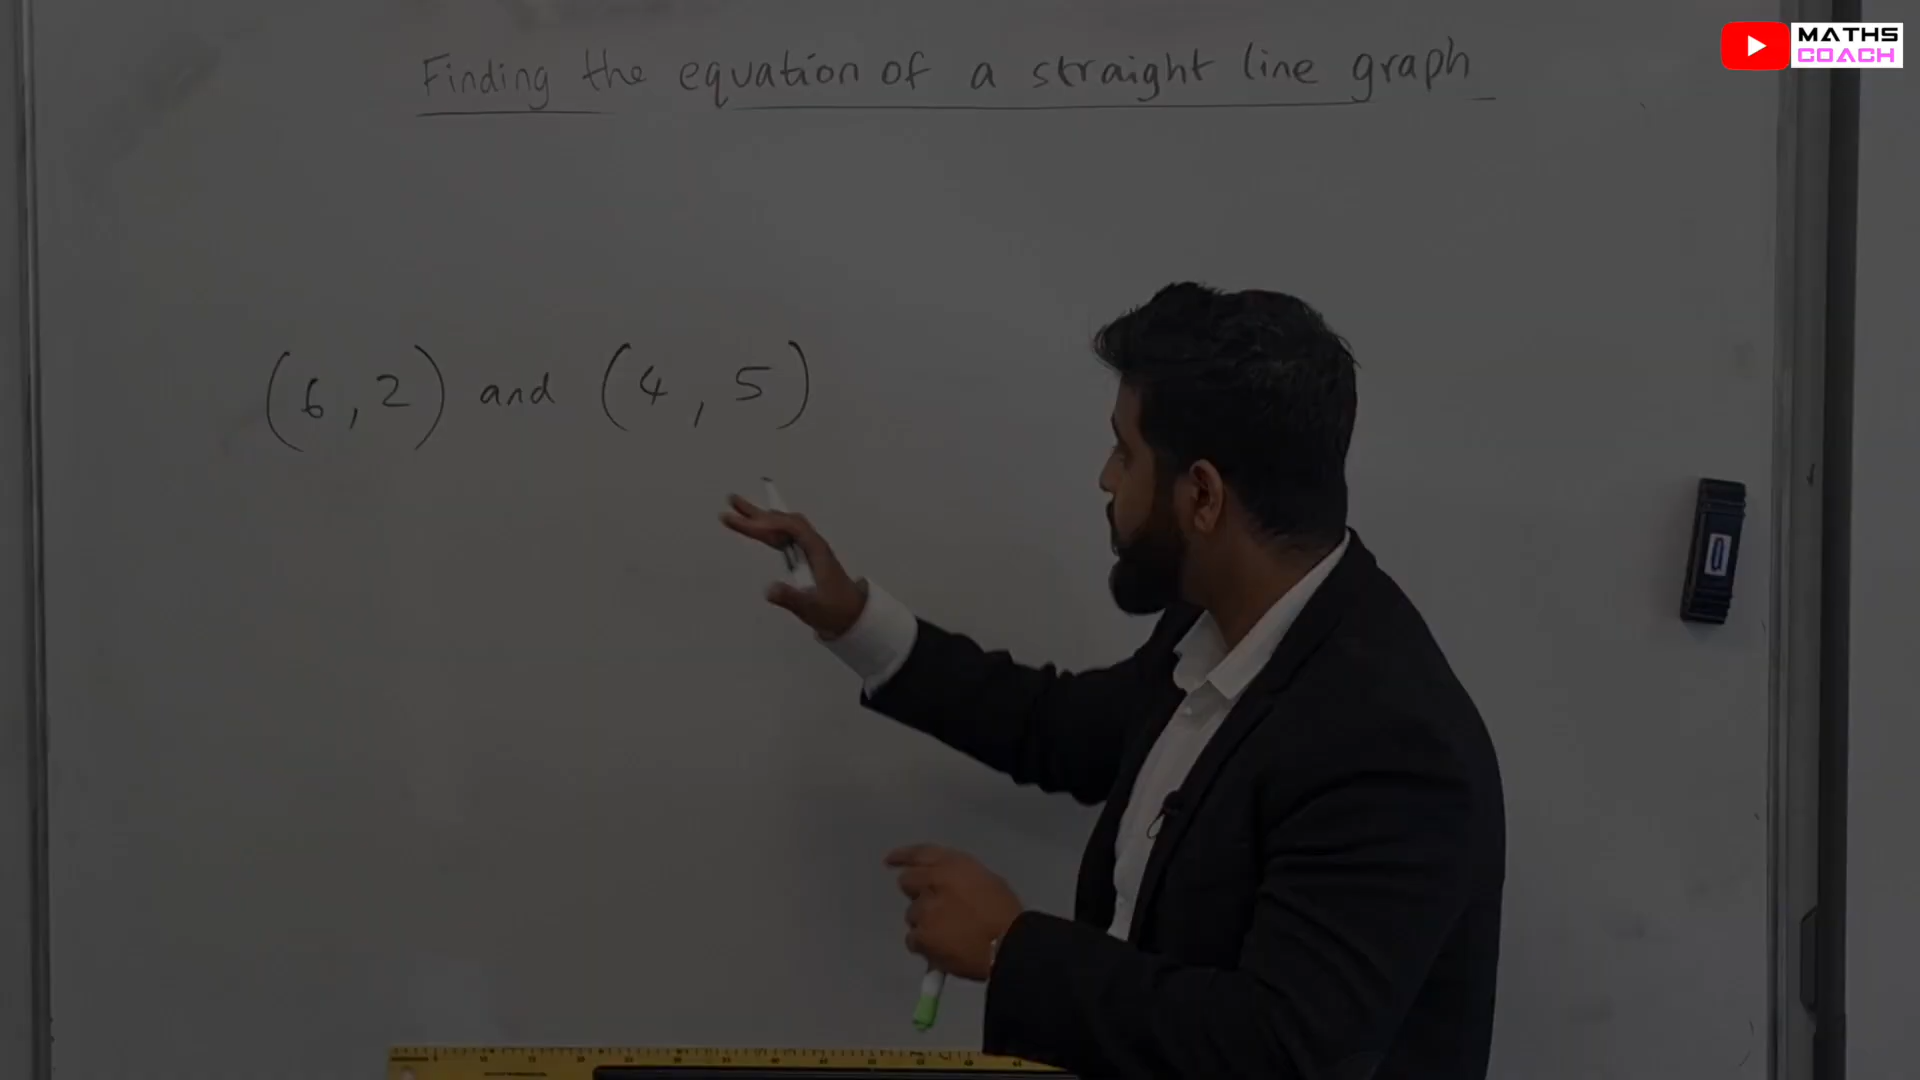 Finding the equation of a straight line graph
(6, 2) and (4, 5)
MATHS
COACH